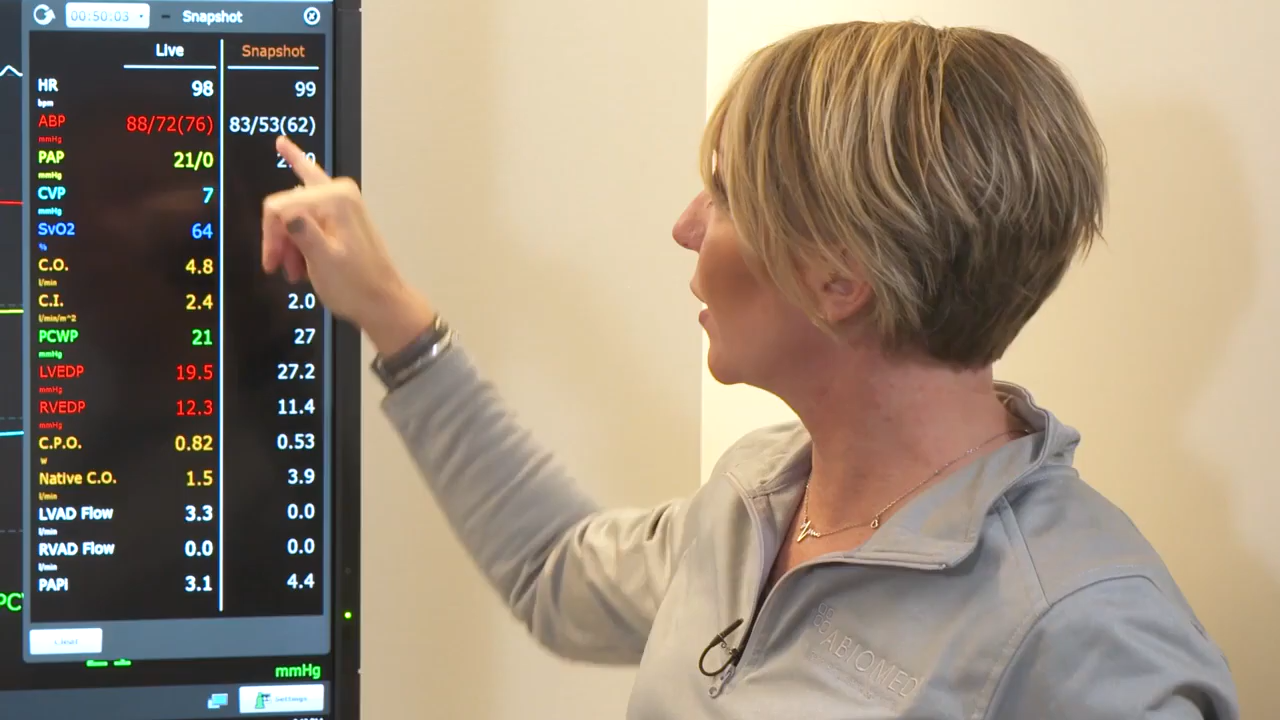 00:50:03 - Snapshot
Live Snapshot
HR 98 99
bpm
ABP 88/72(76) 83/53(62)
mmHg
PAP 21/0
mmHg
CVP 7
mmHg
SvO2 64
%
C.O. 4.8
l/min
C.I. 2.4 2.0
l/min/m^2
PCWP 21 27
mmHg
LVEDP 19.5 27.2
mmHg
RVEDP 12.3 11.4
mmHg
C.P.O. 0.82 0.53
w
Native C.O. 1.5 3.9
l/min
LVAD Flow 3.3 0.0
l/min
RVAD Flow 0.0 0.0
l/min
PAPi 3.1 4.4
Clear
mmHg
Settings
ABIOMED